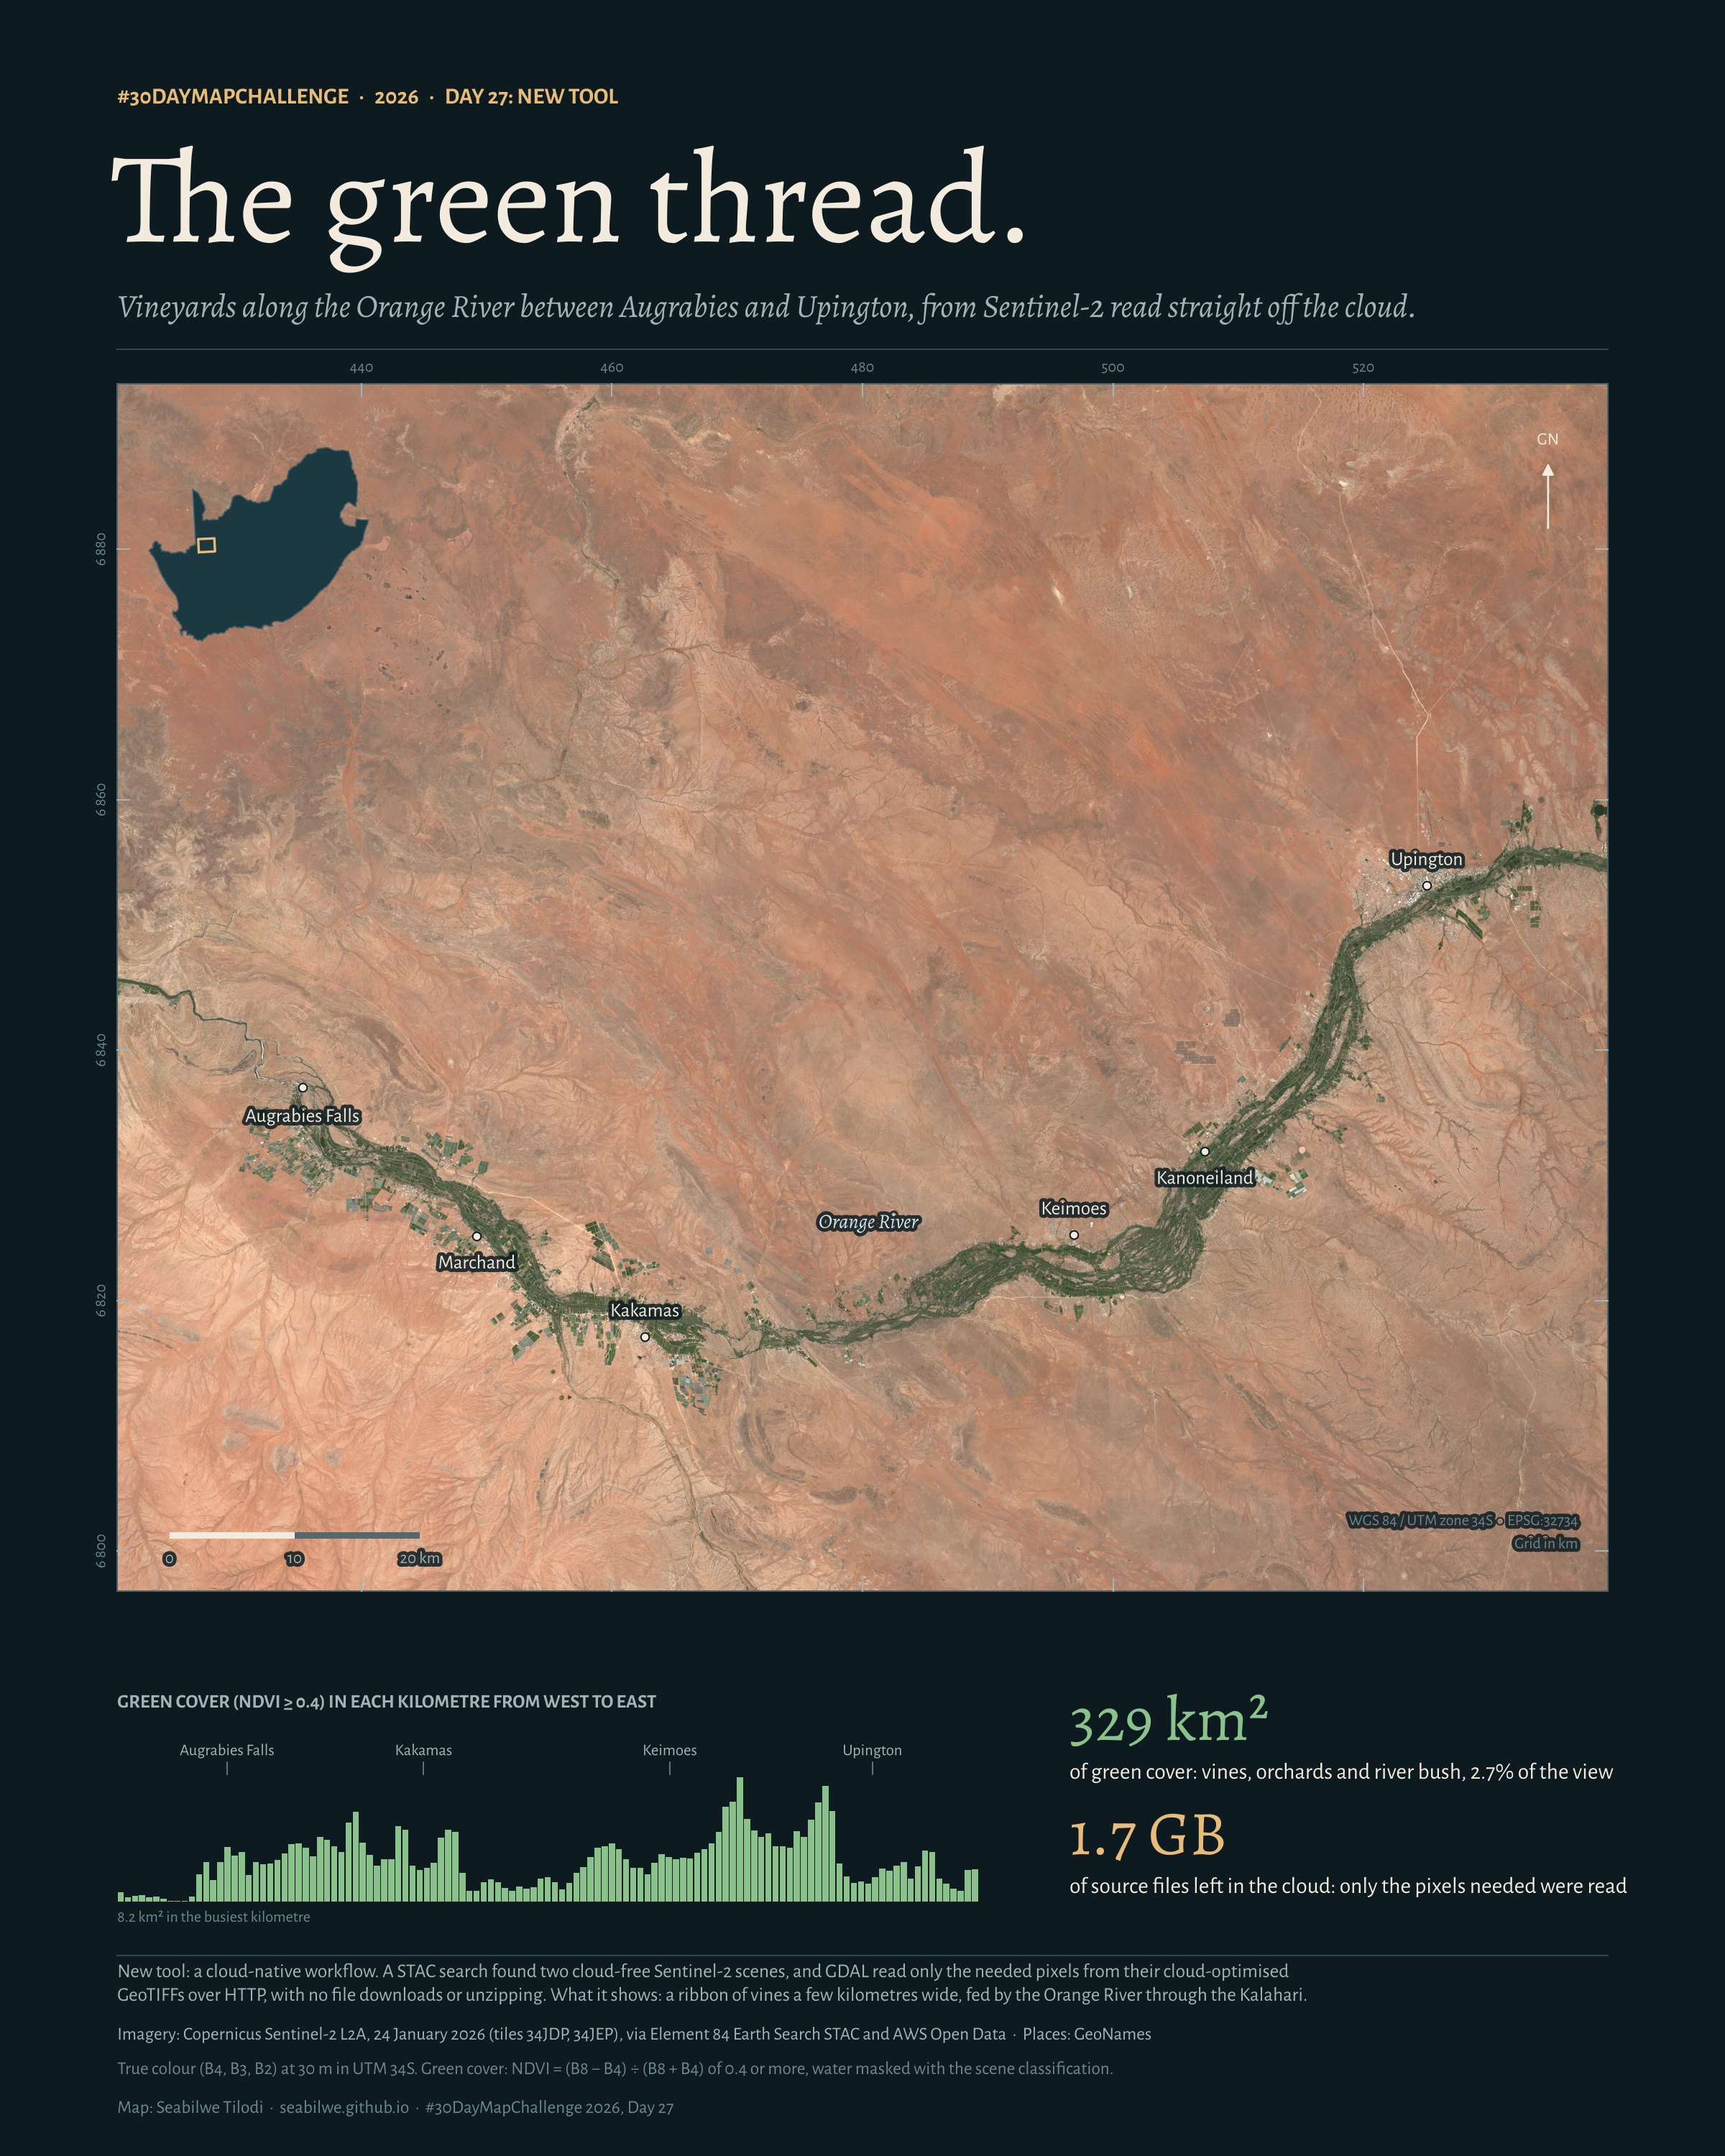 #30DAYMAPCHALLENGE · 2026 · DAY 27: NEW TOOL
The green thread.
Vineyards along the Orange River between Augrabies and Upington, from Sentinel-2 read straight off the cloud.
440 460 480 500 520
GN
6 880
6 860
Upington
6 840
Augrabies Falls
Kanoneiland
Keimoes
Orange River
Marchand
6 820
Kakamas
WGS 84 / UTM zone 34S · EPSG:32734
Grid in km
6 800
0 10 20 km
GREEN COVER (NDVI ≥ 0.4) IN EACH KILOMETRE FROM WEST TO EAST
Augrabies Falls Kakamas Keimoes Upington
8.2 km² in the busiest kilometre
329 km²
of green cover: vines, orchards and river bush, 2.7% of the view
1.7 GB
of source files left in the cloud: only the pixels needed were read
New tool: a cloud-native workflow. A STAC search found two cloud-free Sentinel-2 scenes, and GDAL read only the needed pixels from their cloud-optimised
GeoTIFFs over HTTP, with no file downloads or unzipping. What it shows: a ribbon of vines a few kilometres wide, fed by the Orange River through the Kalahari.
Imagery: Copernicus Sentinel-2 L2A, 24 January 2026 (tiles 34JDP, 34JEP), via Element 84 Earth Search STAC and AWS Open Data · Places: GeoNames
True colour (B4, B3, B2) at 30 m in UTM 34S. Green cover: NDVI = (B8 − B4) ÷ (B8 + B4) of 0.4 or more, water masked with the scene classification.
Map: Seabilwe Tilodi · seabilwe.github.io · #30DayMapChallenge 2026, Day 27